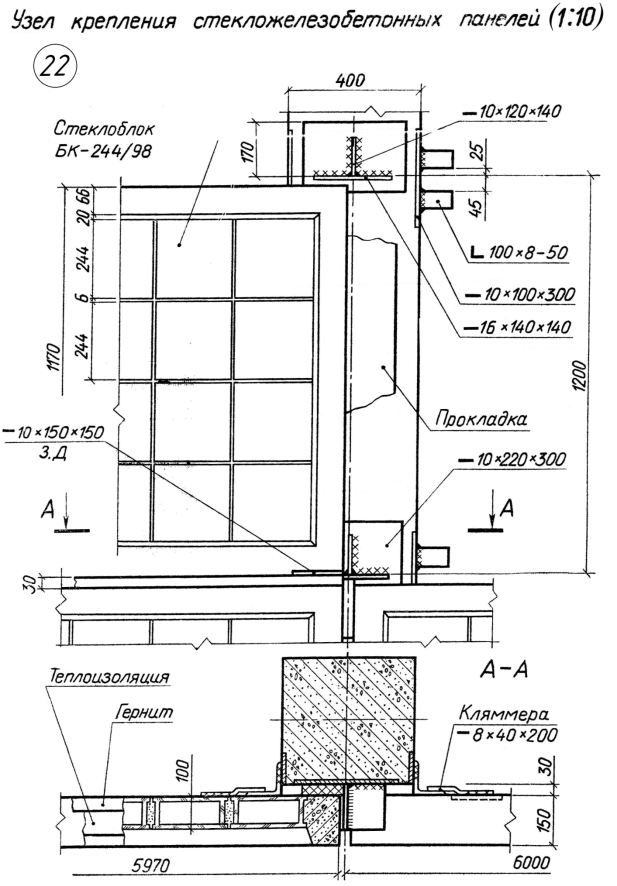 Узел крепления стекложелезобетонных панелей (1:10)
22
400
Стеклоблок
БК-244/98
170
–10×120×140
25
45
66
20
244
6
244
1170
L 100×8–50
–10×100×300
–16×140×140
1200
Прокладка
–10×150×150
З.Д
–10×220×300
А
А
30
А–А
Теплоизоляция
Гернит
Кляммера
–8×40×200
100
30
150
5970
6000